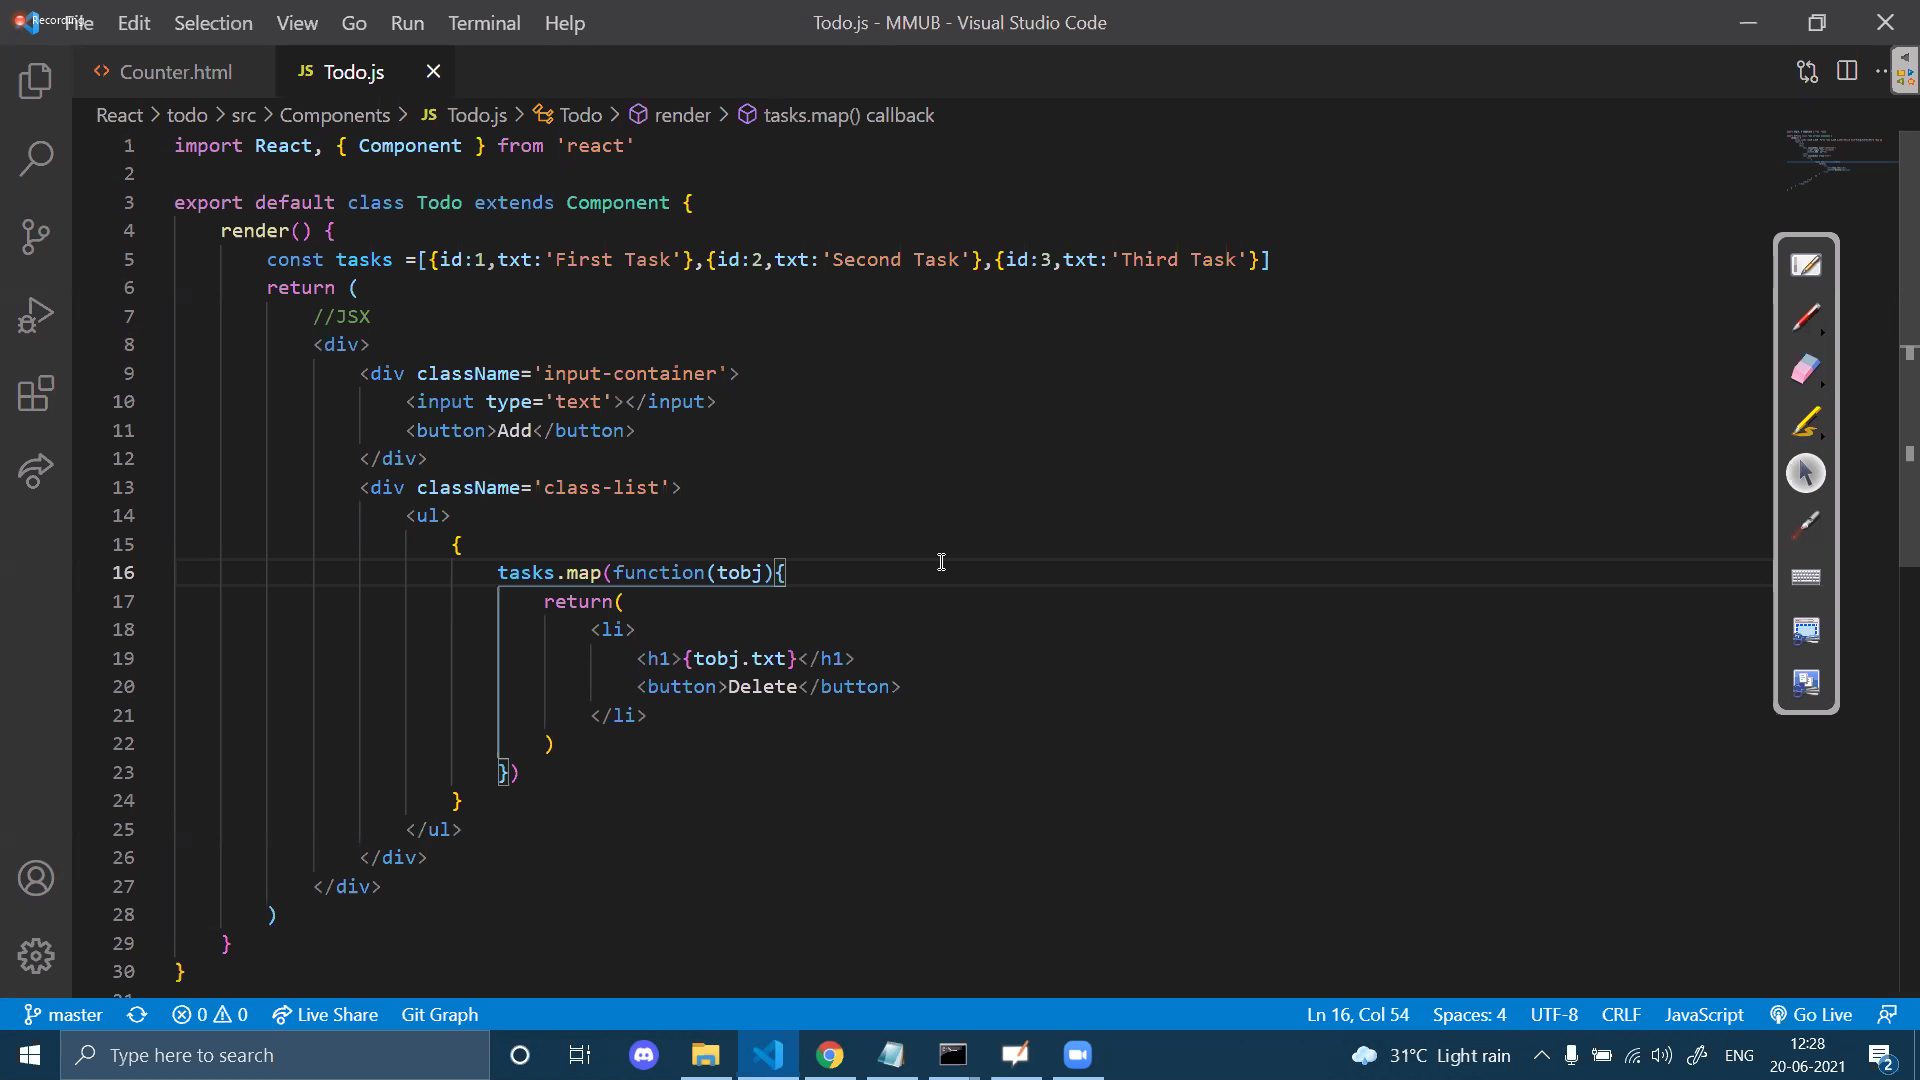 Recording
File Edit Selection View Go Run Terminal Help
Todo.js - MMUB - Visual Studio Code
<> Counter.html
JS Todo.js
React > todo > src > Components > JS Todo.js > Todo > render > tasks.map() callback
1 import React, { Component } from 'react'
2
3 export default class Todo extends Component {
4     render() {
5         const tasks =[{id:1,txt:'First Task'},{id:2,txt:'Second Task'},{id:3,txt:'Third Task'}]
6         return (
7             //JSX
8             <div>
9                 <div className='input-container'>
10                     <input type='text'></input>
11                     <button>Add</button>
12                 </div>
13                 <div className='class-list'>
14                     <ul>
15                         {
16                             tasks.map(function(tobj){
17                                 return(
18                                     <li>
19                                         <h1>{tobj.txt}</h1>
20                                         <button>Delete</button>
21                                     </li>
22                                 )
23                             })
24                         }
25                     </ul>
26                 </div>
27             </div>
28         )
29     }
30 }
master 0 0 Live Share Git Graph
Ln 16, Col 54 Spaces: 4 UTF-8 CRLF JavaScript Go Live
Type here to search
31°C Light rain
ENG
12:28
20-06-2021
2